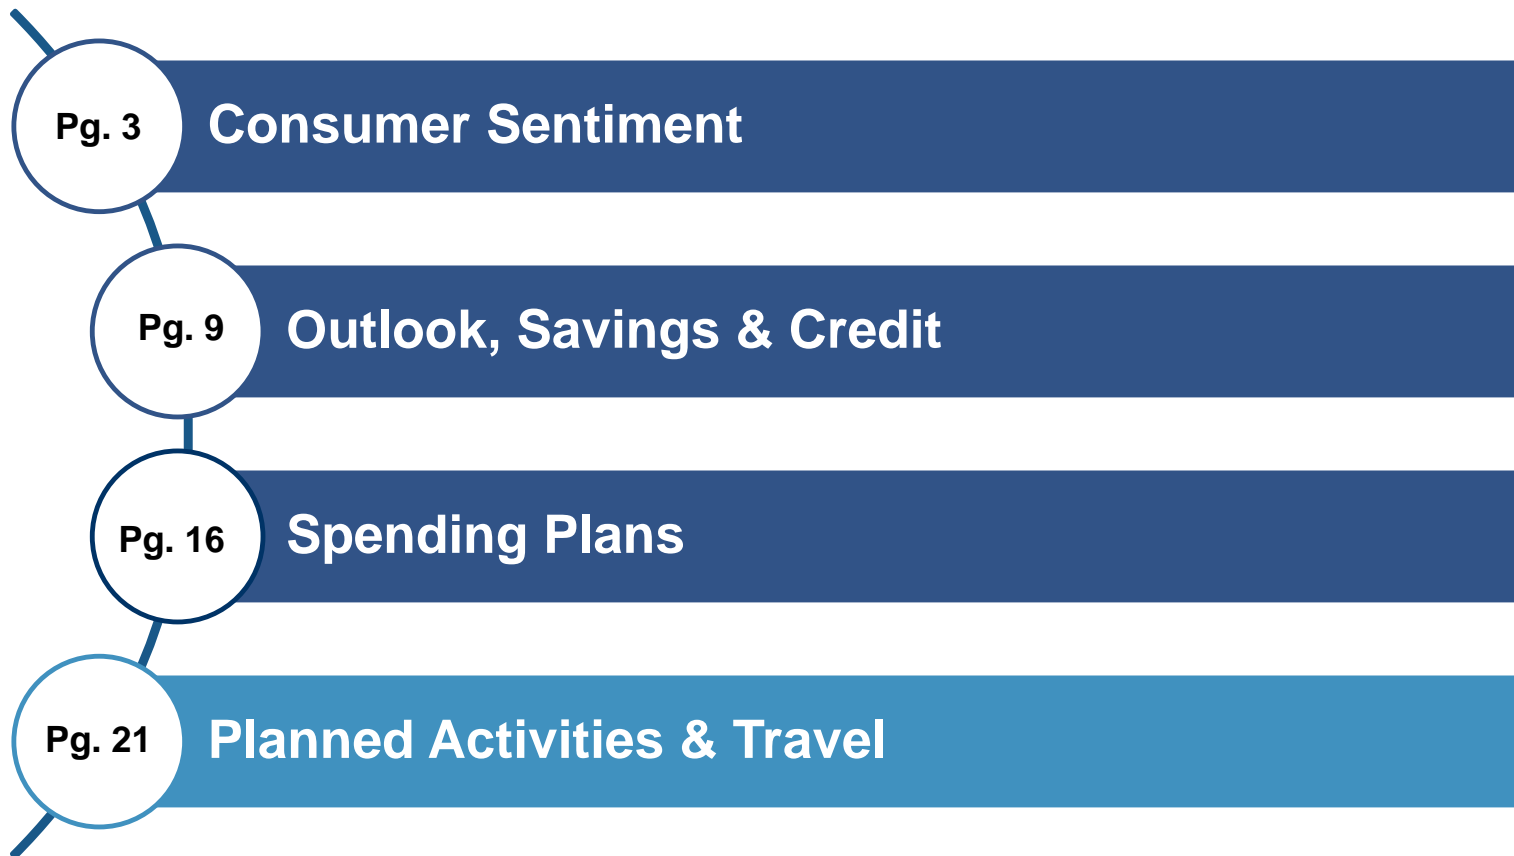 Pg. 3
Consumer Sentiment
Pg. 9
Outlook, Savings & Credit
Pg. 16
Spending Plans
Pg. 21
Planned Activities & Travel